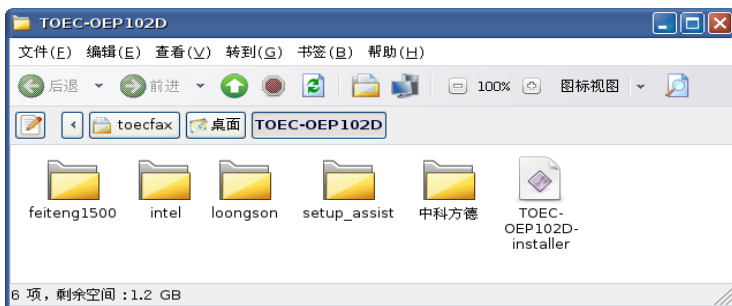 TOEC-OEP102D
文件(F) 编辑(E) 查看(V) 转到(G) 书签(B) 帮助(H)
后退 前进 100% 图标视图
toecfax 桌面 TOEC-OEP102D
feiteng1500 intel loongson setup_assist 中科方德 TOEC-
OEP102D-
installer
6 项，剩余空间 :1.2 GB